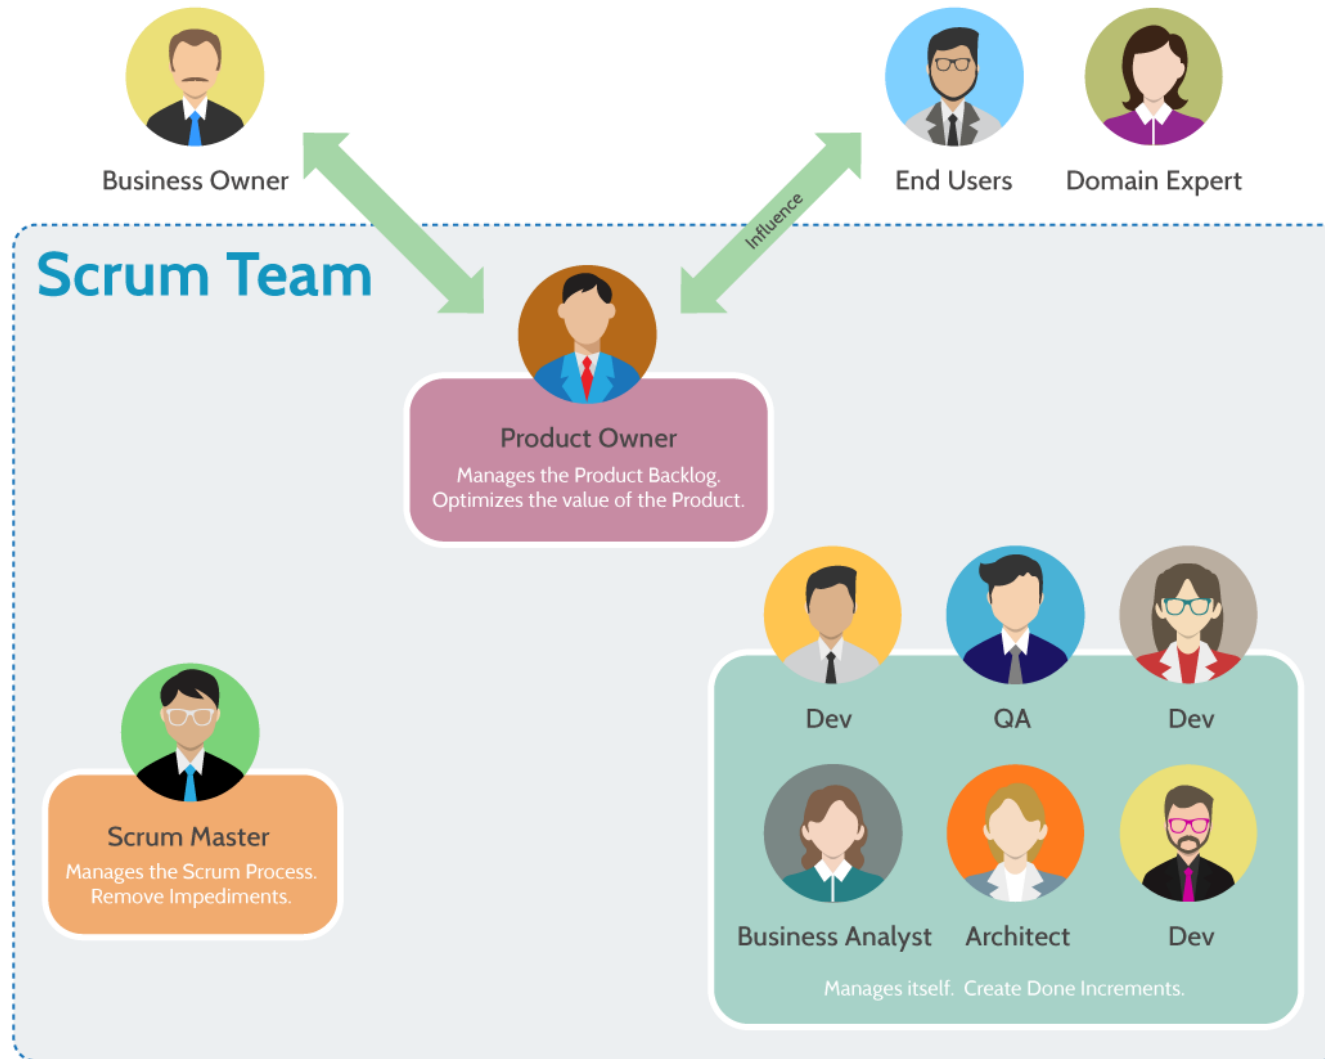 Business Owner
End Users
Domain Expert
Influence
Scrum Team
Product Owner
Manages the Product Backlog.
Optimizes the value of the Product.
Dev
QA
Dev
Scrum Master
Manages the Scrum Process.
Remove Impediments.
Business Analyst
Architect
Dev
Manages itself. Create Done Increments.